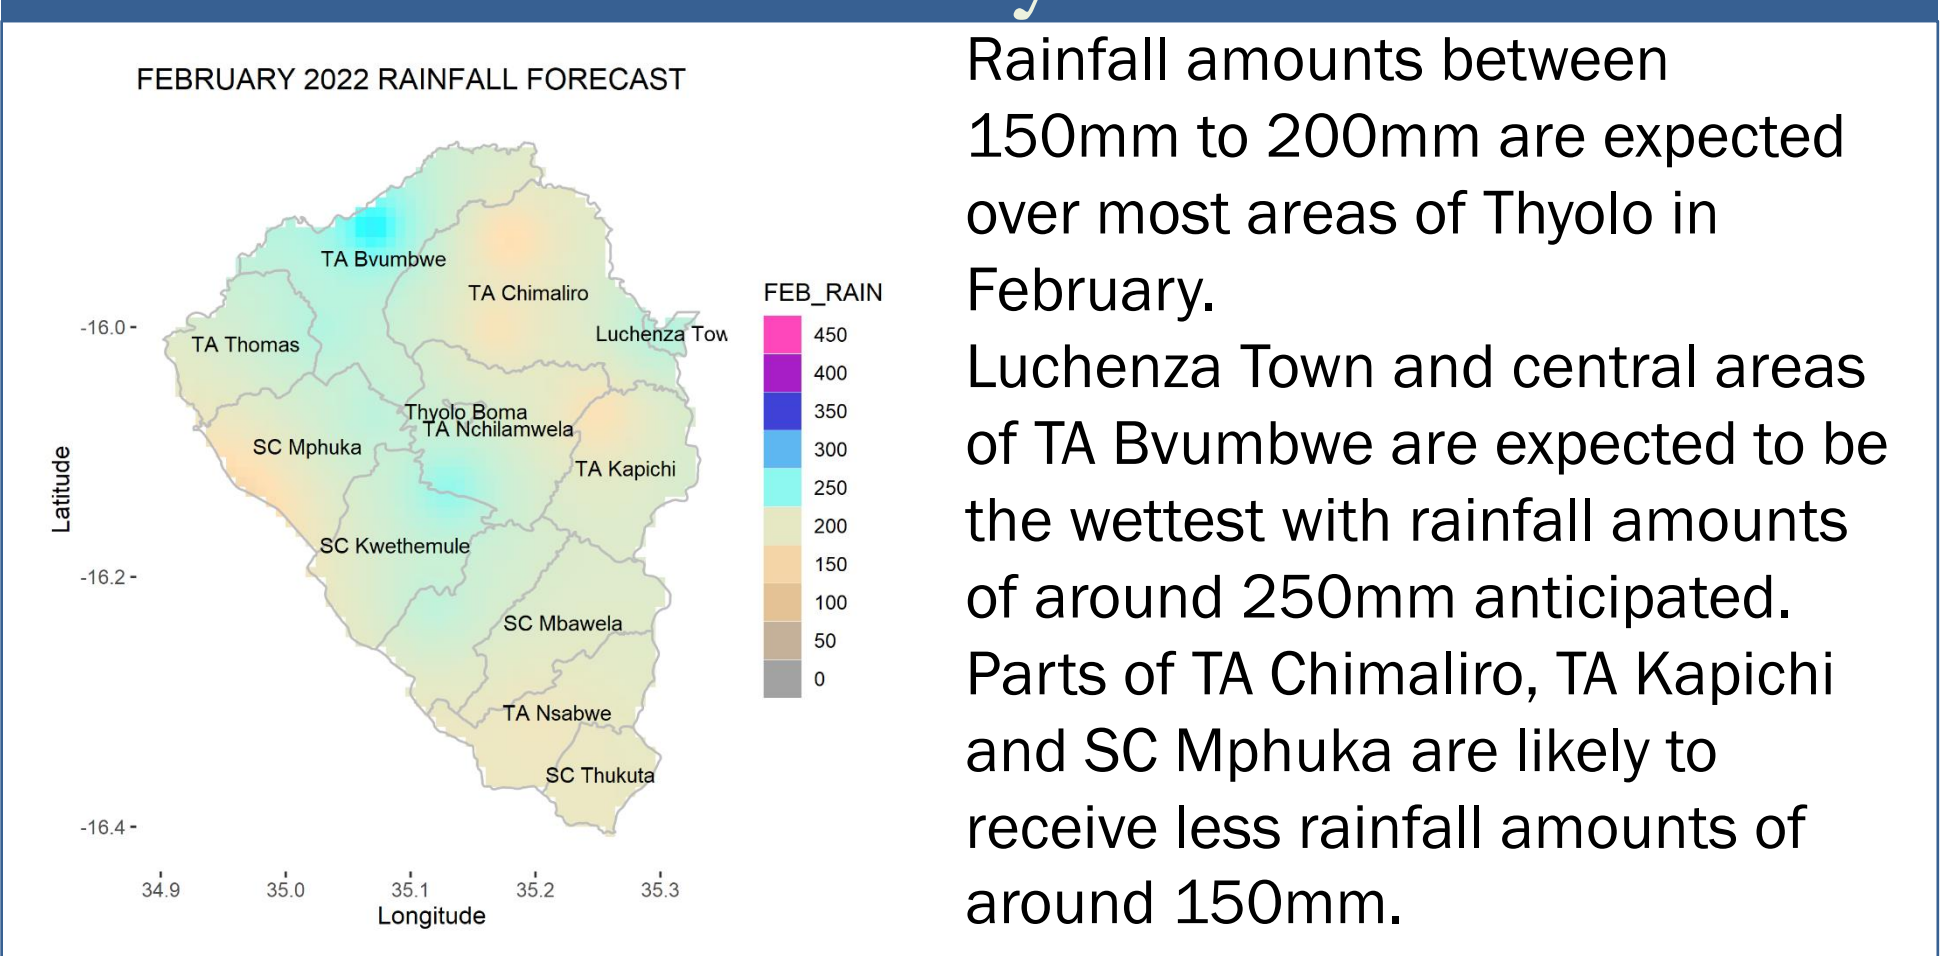 FEBRUARY 2022 RAINFALL FORECAST
TA Bvumbwe
TA Chimaliro
Luchenza Tow
TA Thomas
Thyolo Boma
TA Nchilamwela
SC Mphuka
TA Kapichi
SC Kwethemule
SC Mbawela
TA Nsabwe
SC Thukuta
Latitude
-16.0
-16.2
-16.4
34.9 35.0 35.1 35.2 35.3
Longitude
FEB_RAIN
450
400
350
300
250
200
150
100
50
0
Rainfall amounts between
150mm to 200mm are expected
over most areas of Thyolo in
February.
Luchenza Town and central areas
of TA Bvumbwe are expected to be
the wettest with rainfall amounts
of around 250mm anticipated.
Parts of TA Chimaliro, TA Kapichi
and SC Mphuka are likely to
receive less rainfall amounts of
around 150mm.